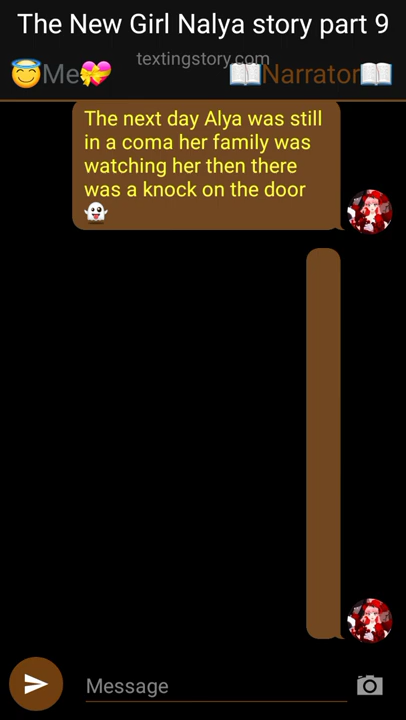 The New Girl Nalya story part 9
textingstory.com
😇Me💝
📖Narrator📖
The next day Alya was still
in a coma her family was
watching her then there
was a knock on the door
👻
Message